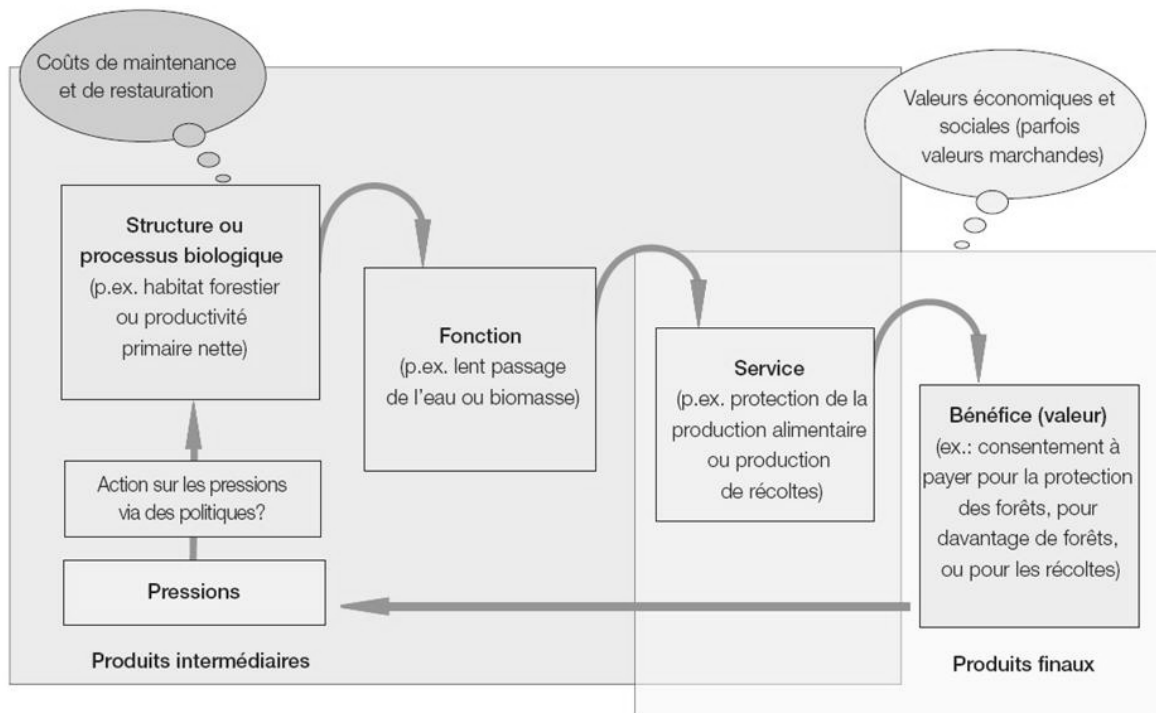 Coûts de maintenance
et de restauration
Valeurs économiques et
sociales (parfois
valeurs marchandes)
Structure ou
processus biologique
(p.ex. habitat forestier
ou productivité
primaire nette)
Fonction
(p.ex. lent passage
de l'eau ou biomasse)
Service
(p.ex. protection de la
production alimentaire
ou production
de récoltes)
Bénéfice (valeur)
(ex.: consentement à
payer pour la protection
des forêts, pour
davantage de forêts,
ou pour les récoltes)
Action sur les pressions
via des politiques?
Pressions
Produits intermédiaires
Produits finaux